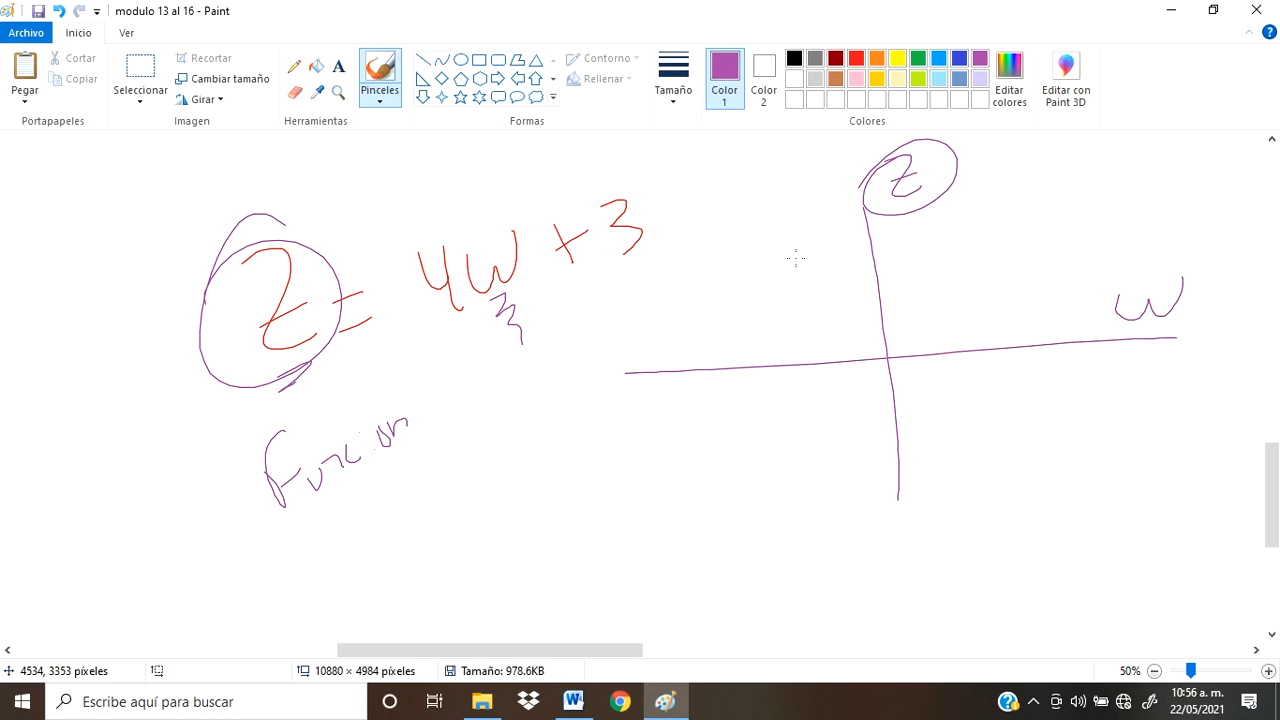 modulo 13 al 16 - Paint
Archivo Inicio Ver
Pegar
Cortar
Copiar
Portapapeles
Seleccionar
Recortar
Cambiar tamaño
Girar
Imagen
A
Herramientas
Pinceles
Contorno
Rellenar
Formas
Tamaño
Color 1
Color 2
Editar colores
Editar con Paint 3D
Colores
z
z = 4w + 3
w
Funcion
4534, 3353 píxeles
10880 × 4984 píxeles
Tamaño: 978.6KB
50%
Escribe aquí para buscar
10:56 a. m.
22/05/2021